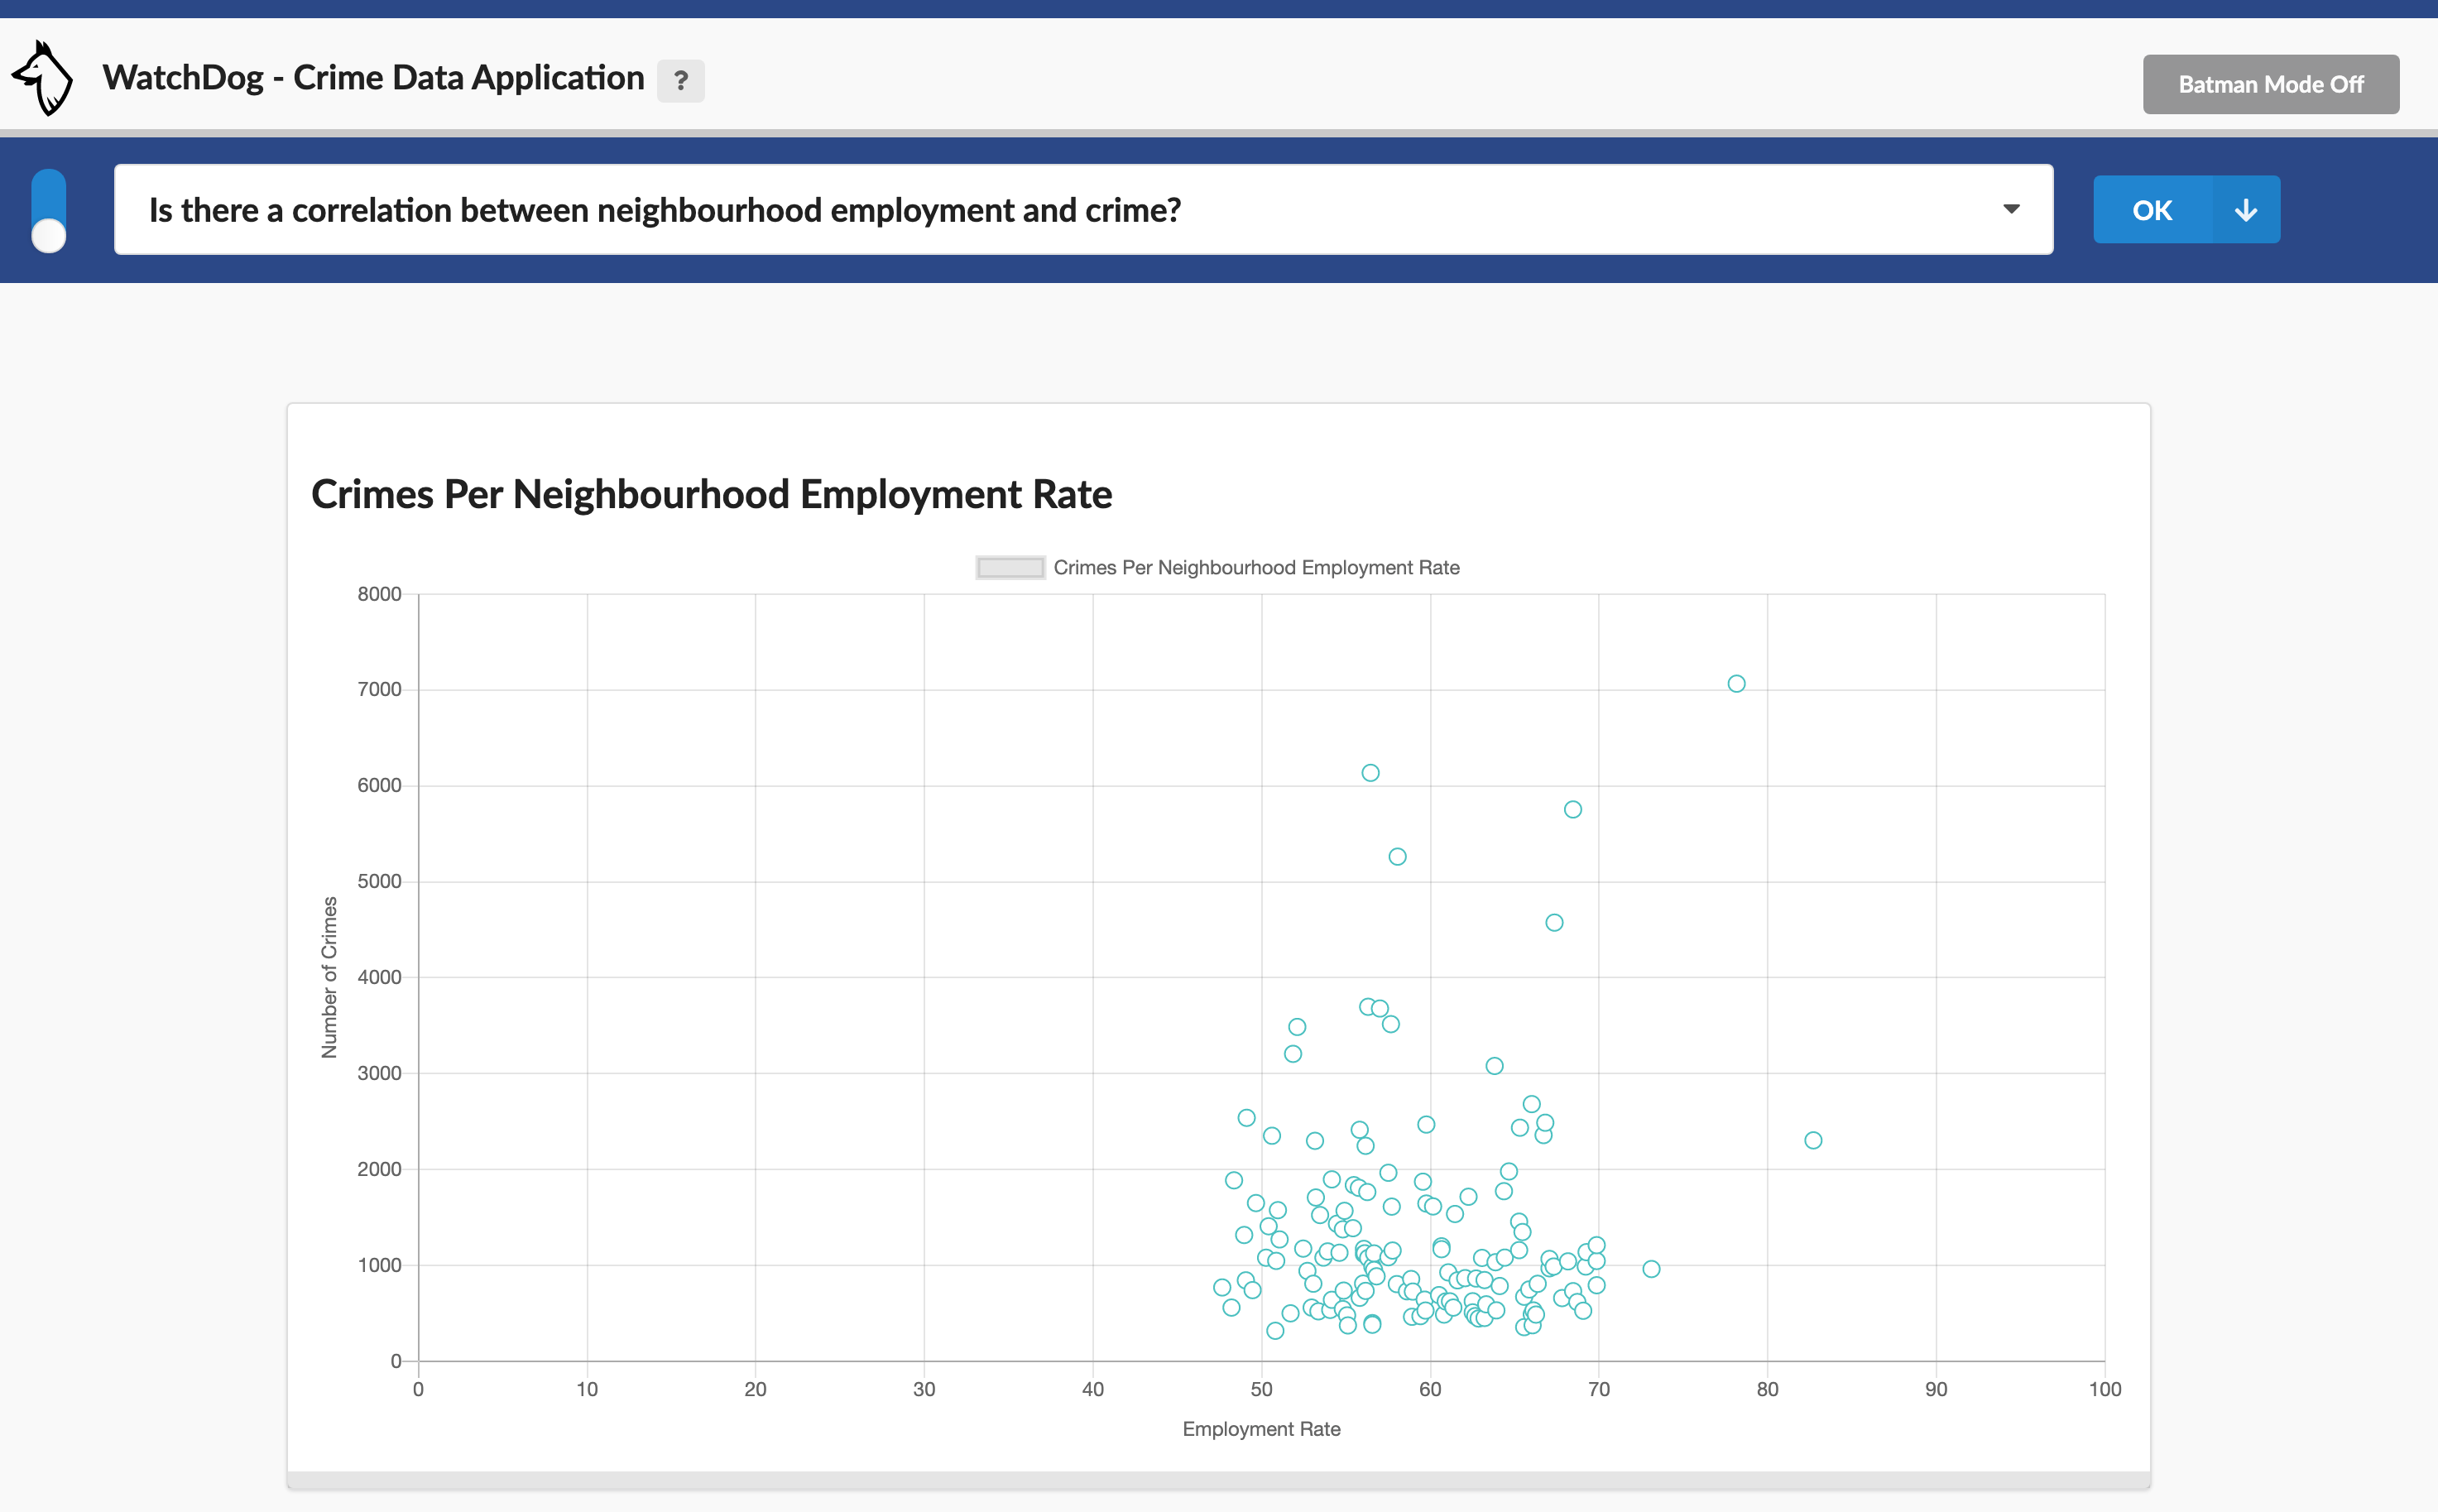 WatchDog - Crime Data Application ?
Batman Mode Off
Is there a correlation between neighbourhood employment and crime?
OK
Crimes Per Neighbourhood Employment Rate
Crimes Per Neighbourhood Employment Rate
8000
7000
6000
5000
4000
3000
2000
1000
0
Number of Crimes
0 10 20 30 40 50 60 70 80 90 100
Employment Rate